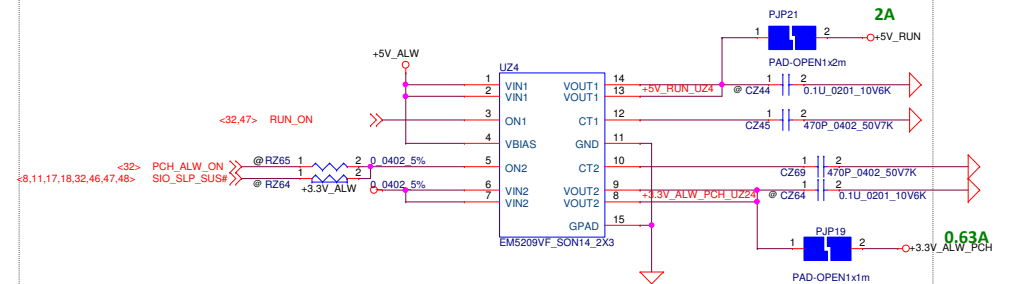 PJP21
2A
1 2
+5V_RUN
PAD-OPEN1x2m
+5V_ALW
UZ4
1 VIN1 VOUT1 14
2 VIN1 VOUT1 13
+5V_RUN_UZ4
@ CZ44 1 2 0.1U_0201_10V6K
<32,47> RUN_ON
3 ON1 CT1 12
CZ45 1 2 470P_0402_50V7K
4 VBIAS GND 11
<32> PCH_ALW_ON
@ RZ65 1 2 0_0402_5%
5 ON2 CT2 10
CZ69 1 2 470P_0402_50V7K
<8,11,17,18,32,46,47,48> SIO_SLP_SUS#
@ RZ64 1 2 0_0402_5%
+3.3V_ALW
6 VIN2 VOUT2 9
7 VIN2 VOUT2 8
+3.3V_ALW_PCH_UZ24
@ CZ64 1 2 0.1U_0201_10V6K
GPAD 15
EM5209VF_SON14_2X3
PJP19
0.63A
1 2
+3.3V_ALW_PCH
PAD-OPEN1x1m